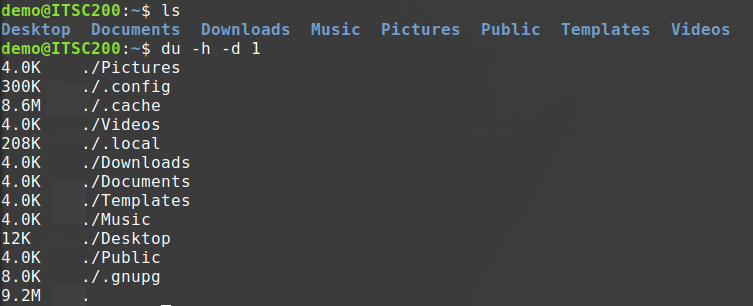 demo@ITSC200:~$ ls
Desktop  Documents  Downloads  Music  Pictures  Public  Templates  Videos
demo@ITSC200:~$ du -h -d 1
4.0K    ./Pictures
300K    ./.config
8.6M    ./.cache
4.0K    ./Videos
208K    ./.local
4.0K    ./Downloads
4.0K    ./Documents
4.0K    ./Templates
4.0K    ./Music
12K     ./Desktop
4.0K    ./Public
8.0K    ./.gnupg
9.2M    .